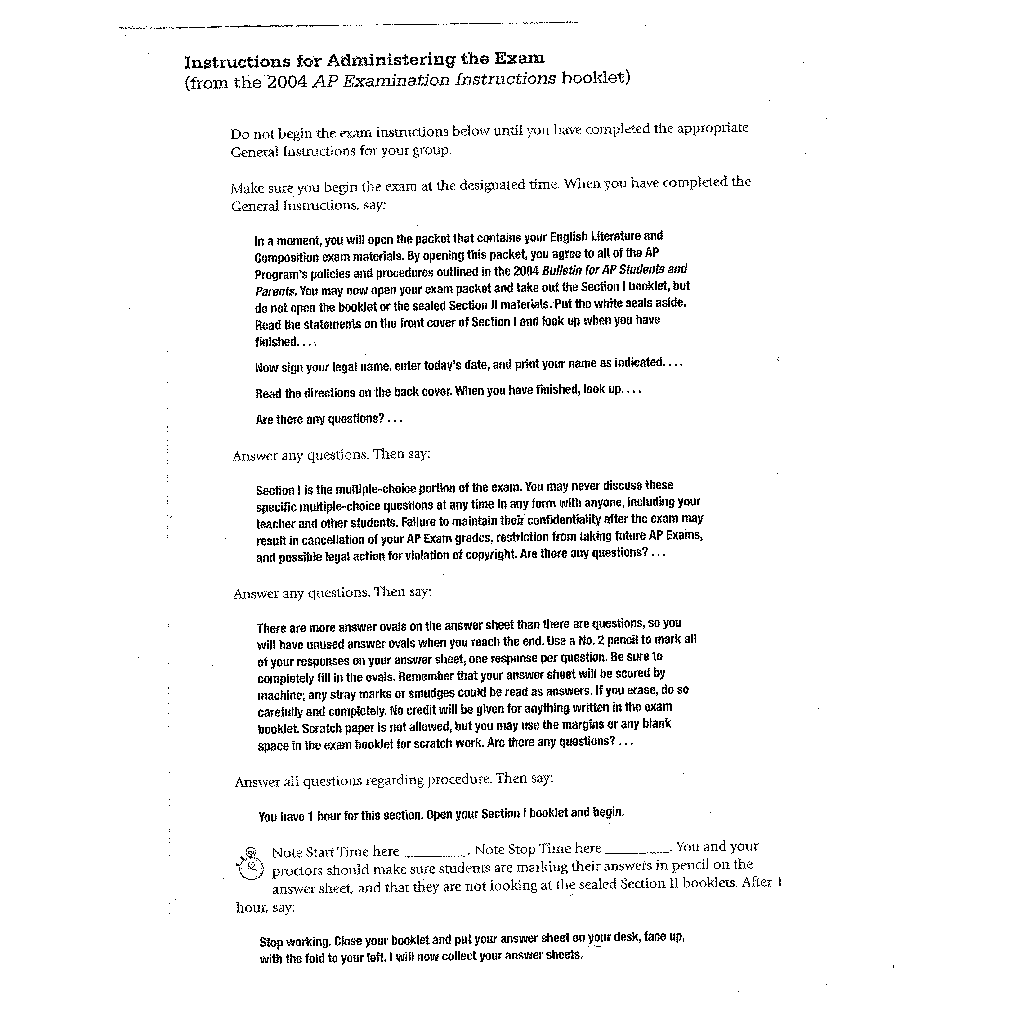 Instructions for Administering the Exam
(from the 2004 AP Examination Instructions booklet)
Do not begin the exam instructions below until you have completed the appropriate
General Instructions for your group.
Make sure you begin the exam at the designated time. When you have completed the
General Instructions, say:
In a moment, you will open the packet that contains your English Literature and
Composition exam materials. By opening this packet, you agree to all of the AP
Program's policies and procedures outlined in the 2004 Bulletin for AP Students and
Parents. You may now open your exam packet and take out the Section I booklet, but
do not open the booklet or the sealed Section II materials. Put the white seals aside.
Read the statements on the front cover of Section I and look up when you have
finished. . . .
Now sign your legal name, enter today's date, and print your name as indicated. . . .
Read the directions on the back cover. When you have finished, look up. . . .
Are there any questions? . . .
Answer any questions. Then say:
Section I is the multiple-choice portion of the exam. You may never discuss these
specific multiple-choice questions at any time in any form with anyone, including your
teacher and other students. Failure to maintain their confidentiality after the exam may
result in cancellation of your AP Exam grades, restriction from taking future AP Exams,
and possible legal action for violation of copyright. Are there any questions? . . .
Answer any questions. Then say:
There are more answer ovals on the answer sheet than there are questions, so you
will have unused answer ovals when you reach the end. Use a No. 2 pencil to mark all
of your responses on your answer sheet, one response per question. Be sure to
completely fill in the ovals. Remember that your answer sheet will be scored by
machine; any stray marks or smudges could be read as answers. If you erase, do so
carefully and completely. No credit will be given for anything written in the exam
booklet. Scratch paper is not allowed, but you may use the margins or any blank
space in the exam booklet for scratch work. Are there any questions? . . .
Answer all questions regarding procedure. Then say:
You have 1 hour for this section. Open your Section I booklet and begin.
Note Start Time here ________. Note Stop Time here ________. You and your
proctors should make sure students are marking their answers in pencil on the
answer sheet, and that they are not looking at the sealed Section II booklets. After 1
hour, say:
Stop working. Close your booklet and put your answer sheet on your desk, face up,
with the fold to your left. I will now collect your answer sheets.